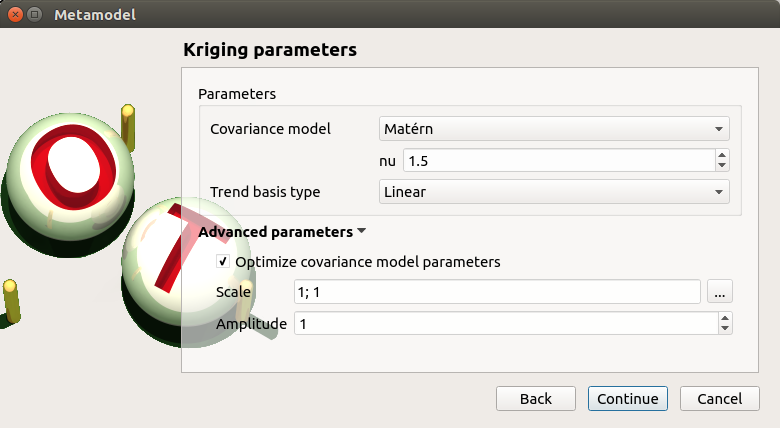 Metamodel
Kriging parameters
Parameters
Covariance model Matérn
nu 1.5
Trend basis type Linear
Advanced parameters
Optimize covariance model parameters
Scale 1; 1 ...
Amplitude 1
Back Continue Cancel
O
T